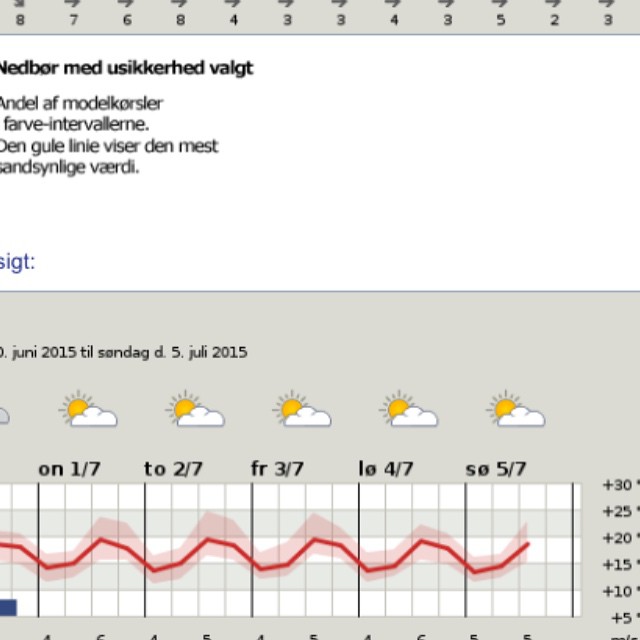 8 7 6 8 4 3 3 4 3 5 2 3
Nedbør med usikkerhed valgt
Andel af modelkørsler
farve-intervallerne.
Den gule linie viser den mest
sandsynlige værdi.
sigt:
0. juni 2015 til søndag d. 5. juli 2015
on 1/7 to 2/7 fr 3/7 lø 4/7 sø 5/7
+30 °
+25 °
+20 °
+15 °
+10 °
+5 °